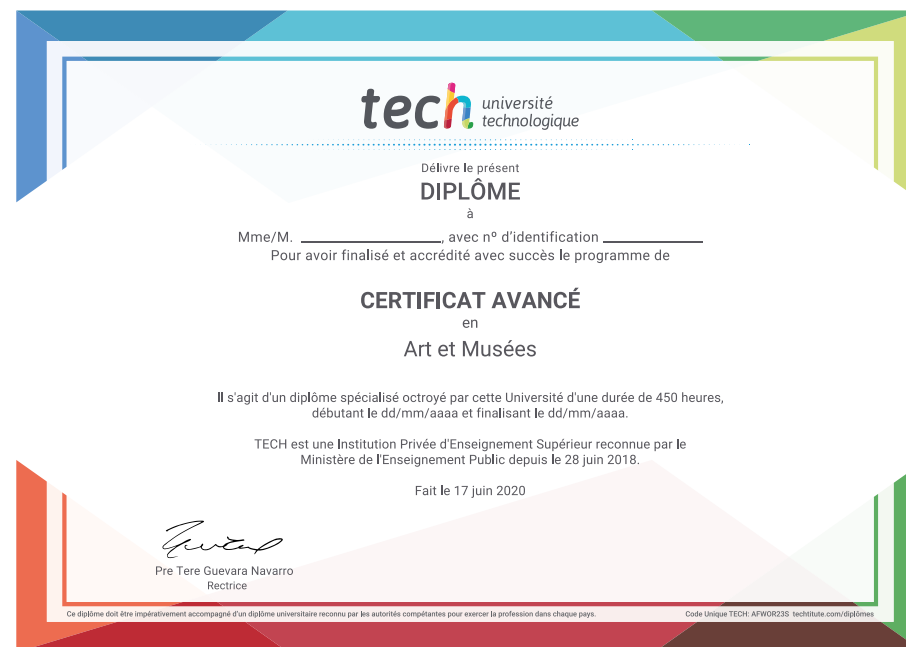 tech université
technologique
Délivre le présent
DIPLÔME
à
Mme/M. ____________________, avec nº d'identification ______________
Pour avoir finalisé et accrédité avec succès le programme de
CERTIFICAT AVANCÉ
en
Art et Musées
Il s'agit d'un diplôme spécialisé octroyé par cette Université d'une durée de 450 heures,
débutant le dd/mm/aaaa et finalisant le dd/mm/aaaa.
TECH est une Institution Privée d'Enseignement Supérieur reconnue par le
Ministère de l'Enseignement Public depuis le 28 juin 2018.
Fait le 17 juin 2020
Pre Tere Guevara Navarro
Rectrice
Ce diplôme doit être impérativement accompagné d'un diplôme universitaire reconnu par les autorités compétantes pour exercer la profession dans chaque pays.
Code Unique TECH: AFWOR23S techtitute.com/diplômes